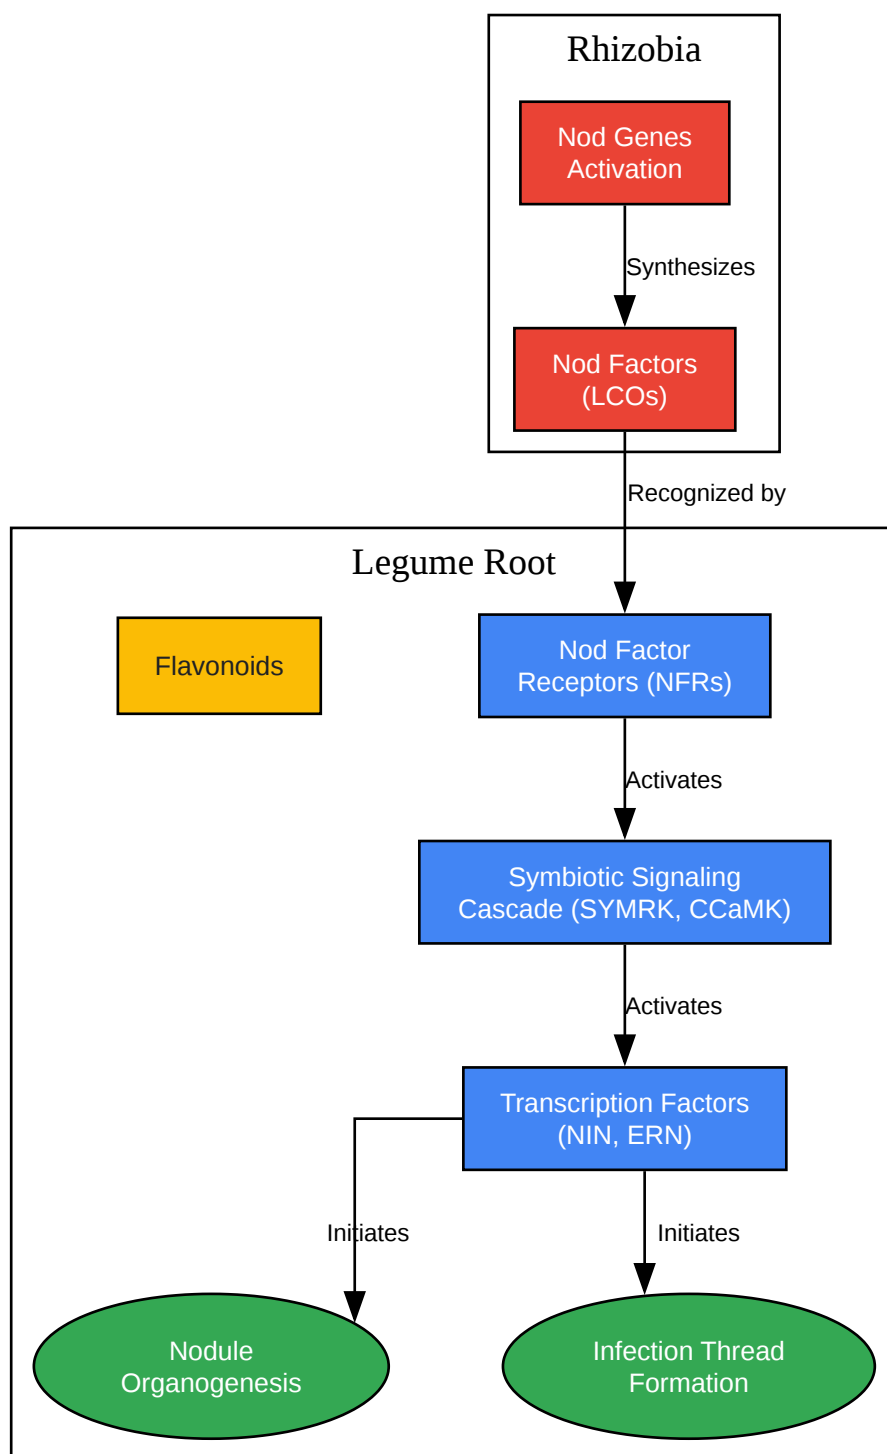 Rhizobia
Nod Genes
Activation
Synthesizes
Nod Factors
(LCOs)
Recognized by
Legume Root
Flavonoids
Nod Factor
Receptors (NFRs)
Activates
Symbiotic Signaling
Cascade (SYMRK, CCaMK)
Activates
Transcription Factors
(NIN, ERN)
Initiates
Initiates
Nodule
Organogenesis
Infection Thread
Formation